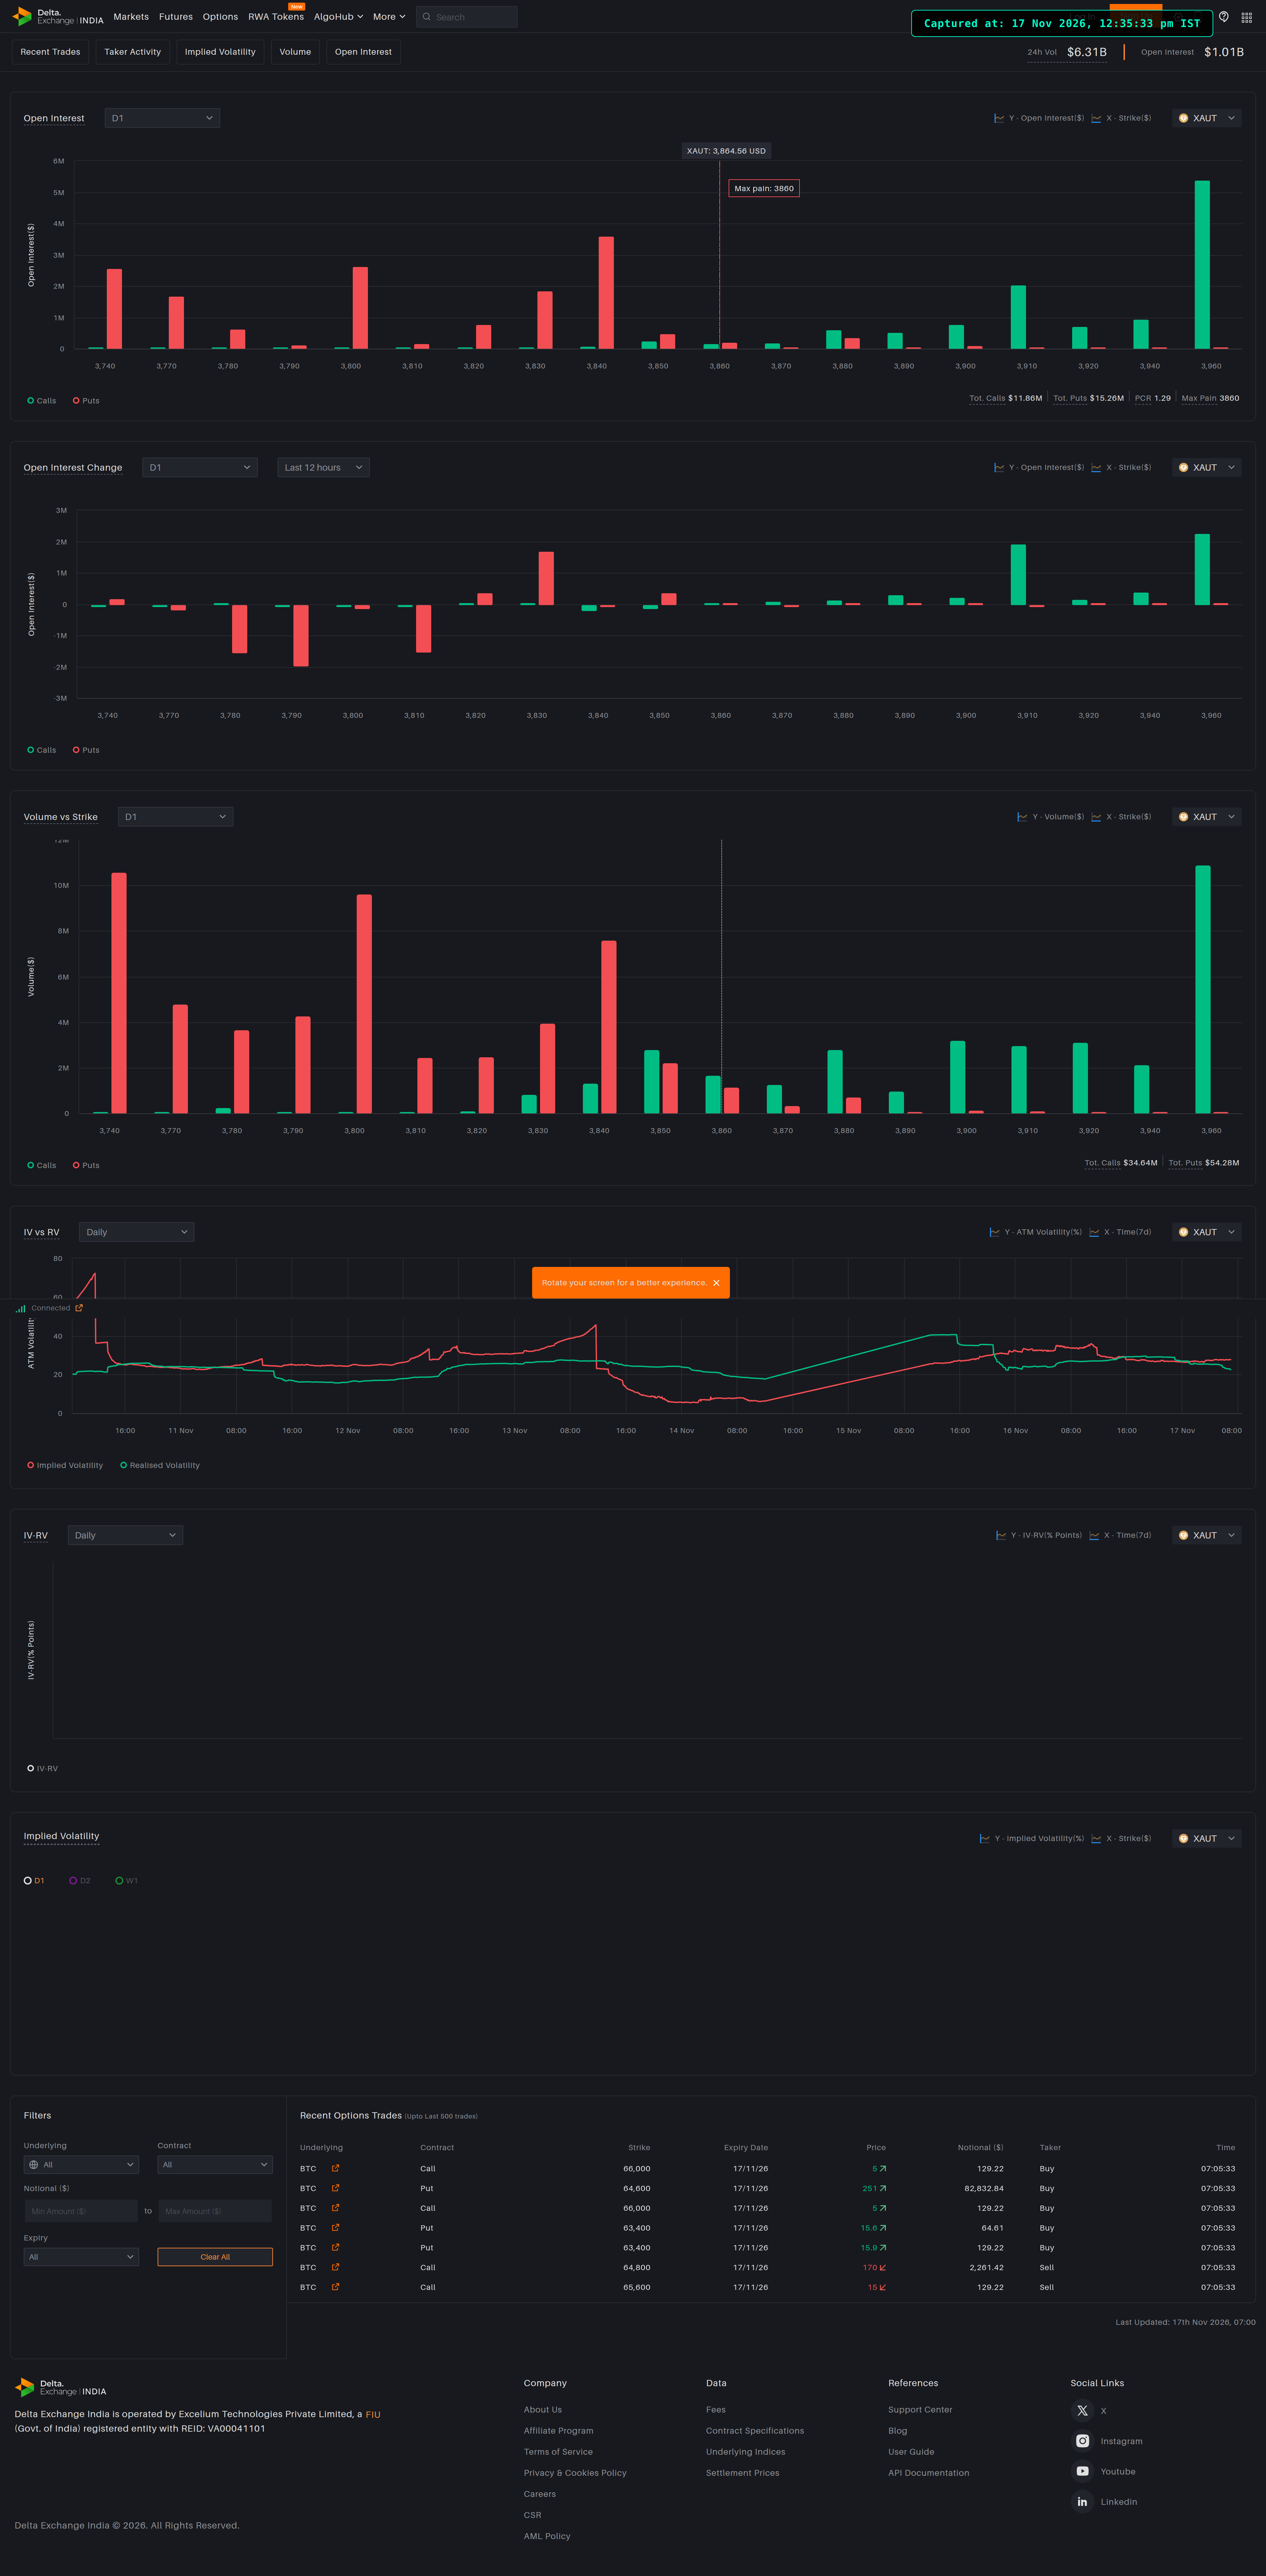 Delta.
Exchange | INDIA
Markets Futures Options RWA Tokens New AlgoHub More Search
Captured at: 17 Nov 2026, 12:35:33 pm IST
Recent Trades Taker Activity Implied Volatility Volume Open Interest 24h Vol $6.31B Open Interest $1.01B
Open Interest D1 Y - Open Interest($) X - Strike($) XAUT
XAUT: 3,864.56 USD
Max pain: 3860
6M
5M
4M
3M
2M
1M
0
Open Interest($)
3,740 3,770 3,780 3,790 3,800 3,810 3,820 3,830 3,840 3,850 3,860 3,870 3,880 3,890 3,900 3,910 3,920 3,940 3,960
Calls Puts Tot. Calls $11.86M Tot. Puts $15.26M PCR 1.29 Max Pain 3860
Open Interest Change D1 Last 12 hours Y - Open Interest($) X - Strike($) XAUT
3M
2M
1M
0
-1M
-2M
-3M
Open Interest($)
3,740 3,770 3,780 3,790 3,800 3,810 3,820 3,830 3,840 3,850 3,860 3,870 3,880 3,890 3,900 3,910 3,920 3,940 3,960
Calls Puts
Volume vs Strike D1 Y - Volume($) X - Strike($) XAUT
12M
10M
8M
6M
4M
2M
0
Volume($)
3,740 3,770 3,780 3,790 3,800 3,810 3,820 3,830 3,840 3,850 3,860 3,870 3,880 3,890 3,900 3,910 3,920 3,940 3,960
Calls Puts Tot. Calls $34.64M Tot. Puts $54.28M
IV vs RV Daily Y - ATM Volatility(%) X - Time(7d) XAUT
80
Rotate your screen for a better experience.
60
Connected
40
20
0
ATM Volatilit
16:00 11 Nov 08:00 16:00 12 Nov 08:00 16:00 13 Nov 08:00 16:00 14 Nov 08:00 16:00 15 Nov 08:00 16:00 16 Nov 08:00 16:00 17 Nov 08:00
Implied Volatility Realised Volatility
IV-RV Daily Y - IV-RV(% Points) X - Time(7d) XAUT
IV-RV(% Points)
IV-RV
Implied Volatility Y - Implied Volatility(%) X - Strike($) XAUT
D1 D2 W1
Filters
Underlying Contract
All All
Notional ($)
Min Amount ($) to Max Amount ($)
Expiry
All Clear All
Recent Options Trades (Upto Last 500 trades)
Underlying Contract Strike Expiry Date Price Notional ($) Taker Time
BTC Call 66,000 17/11/26 5 129.22 Buy 07:05:33
BTC Put 64,600 17/11/26 251 82,832.84 Buy 07:05:33
BTC Call 66,000 17/11/26 5 129.22 Buy 07:05:33
BTC Put 63,400 17/11/26 15.6 64.61 Buy 07:05:33
BTC Put 63,400 17/11/26 15.9 129.22 Buy 07:05:33
BTC Call 64,800 17/11/26 170 2,261.42 Sell 07:05:33
BTC Call 65,600 17/11/26 15 129.22 Sell 07:05:33
Last Updated: 17th Nov 2026, 07:00
Delta.
Exchange | INDIA
Delta Exchange India is operated by Excelium Technologies Private Limited, a FIU
(Govt. of India) registered entity with REID: VA00041101
Delta Exchange India © 2026. All Rights Reserved.
Company
About Us
Affiliate Program
Terms of Service
Privacy & Cookies Policy
Careers
CSR
AML Policy
Data
Fees
Contract Specifications
Underlying Indices
Settlement Prices
References
Support Center
Blog
User Guide
API Documentation
Social Links
X
Instagram
Youtube
Linkedin